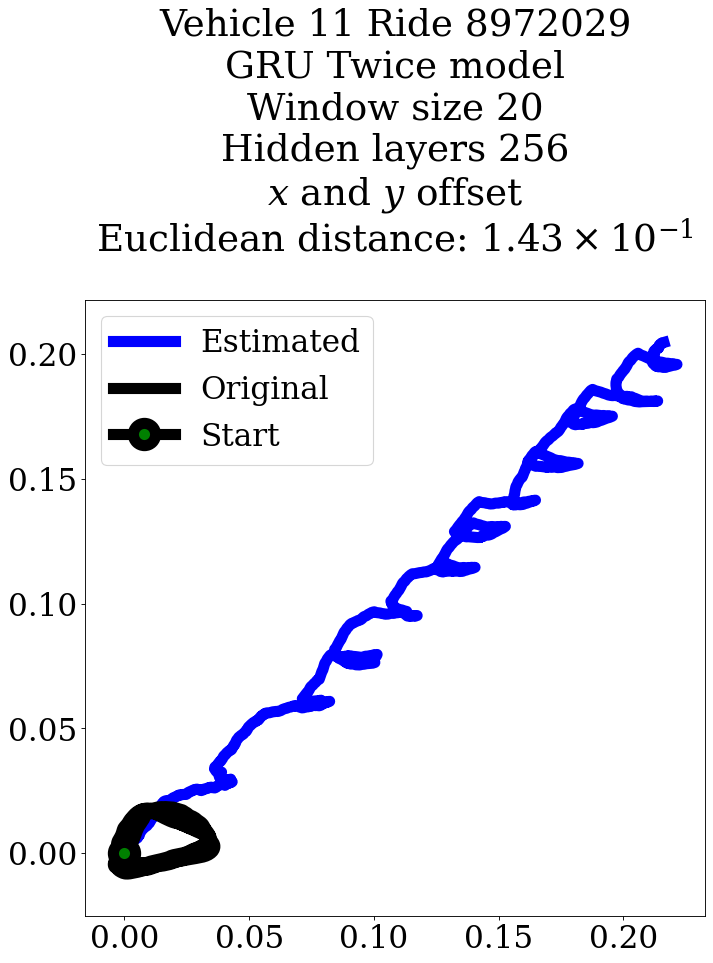 Vehicle 11 Ride 8972029
GRU Twice model
Window size 20
Hidden layers 256
x and y offset
Euclidean distance: 1.43 × 10⁻¹
Estimated
Original
Start
0.20
0.15
0.10
0.05
0.00
0.00 0.05 0.10 0.15 0.20